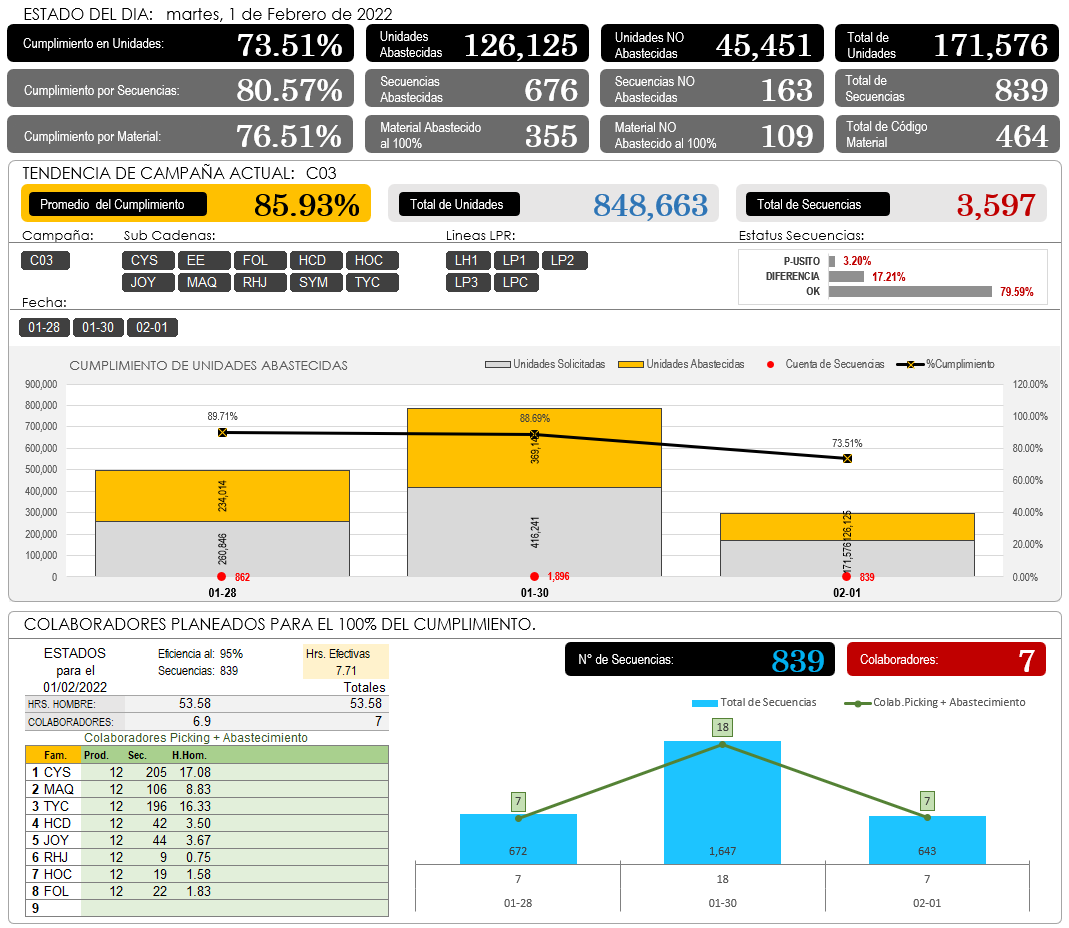 ESTADO DEL DIA: martes, 1 de Febrero de 2022
Cumplimiento en Unidades: 73.51%
Unidades Abastecidas 126,125
Unidades NO Abastecidas 45,451
Total de Unidades 171,576
Cumplimiento por Secuencias: 80.57%
Secuencias Abastecidas 676
Secuencias NO Abastecidas 163
Total de Secuencias 839
Cumplimiento por Material: 76.51%
Material Abastecido al 100% 355
Material NO Abastecido al 100% 109
Total de Código Material 464
TENDENCIA DE CAMPAÑA ACTUAL: C03
Promedio del Cumplimiento 85.93%
Total de Unidades 848,663
Total de Secuencias 3,597
Campaña: Sub Cadenas: Lineas LPR: Estatus Secuencias:
C03 CYS EE FOL HCD HOC LH1 LP1 LP2
JOY MAQ RHJ SYM TYC LP3 LPC
P-USITO 3.20%
DIFERENCIA 17.21%
OK 79.59%
Fecha:
01-28 01-30 02-01
CUMPLIMIENTO DE UNIDADES ABASTECIDAS
Unidades Solicitadas Unidades Abastecidas Cuenta de Secuencias %Cumplimiento
900,000 120.00%
800,000 100.00%
700,000 80.00%
600,000 60.00%
500,000 40.00%
400,000 20.00%
300,000 0.00%
200,000
100,000
0
89.71% 88.69% 73.51%
234,014 126,125
260,846 416,241 171,576
862 1,896 839
01-28 01-30 02-01
COLABORADORES PLANEADOS PARA EL 100% DEL CUMPLIMIENTO.
ESTADOS Eficiencia al: 95% Hrs. Efectivas
para el Secuencias: 839 7.71
01/02/2022 Totales
HRS. HOMBRE: 53.58 53.58
COLABORADORES: 6.9 7
Colaboradores Picking + Abastecimiento
Fam. Prod. Sec. H.Hom.
1 CYS 12 205 17.08
2 MAQ 12 106 8.83
3 TYC 12 196 16.33
4 HCD 12 42 3.50
5 JOY 12 44 3.67
6 RHJ 12 9 0.75
7 HOC 12 19 1.58
8 FOL 12 22 1.83
9
N° de Secuencias: 839
Colaboradores: 7
Total de Secuencias Colab.Picking + Abastecimiento
7 18 7
672 1,647 643
7 18 7
01-28 01-30 02-01